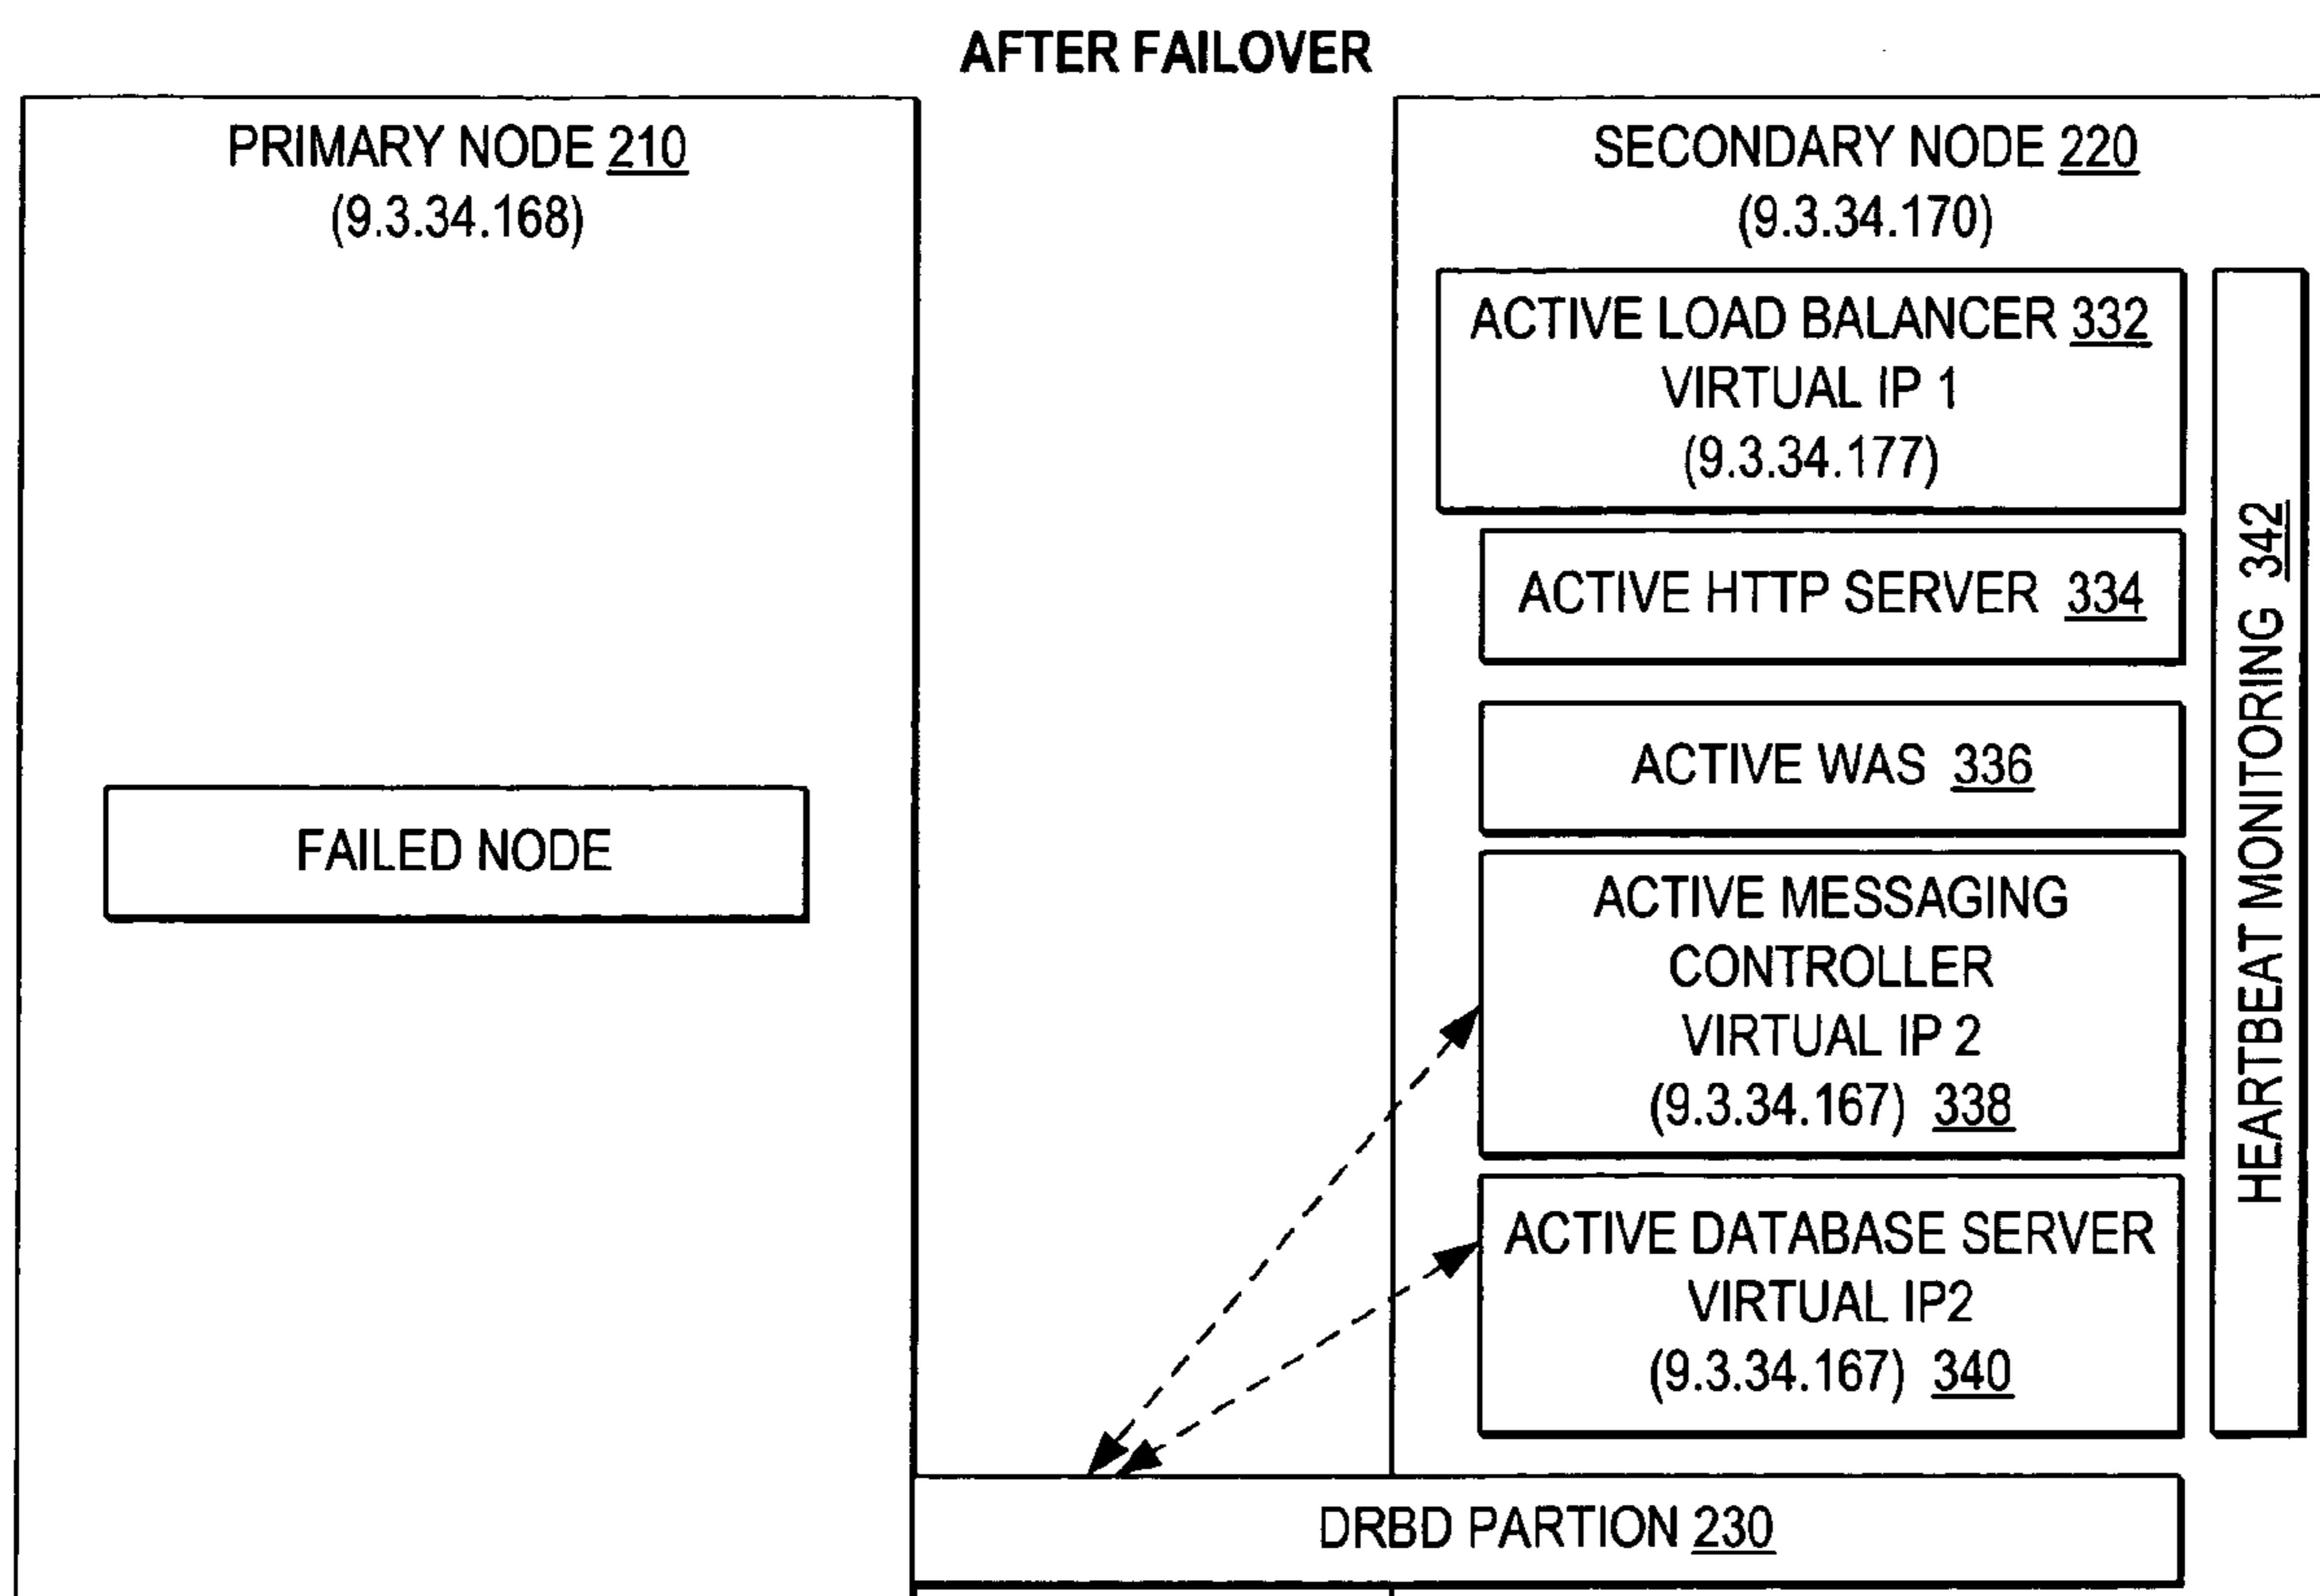 AFTER FAILOVER
PRIMARY NODE 210
(9.3.34.168)
FAILED NODE
SECONDARY NODE 220
(9.3.34.170)
ACTIVE LOAD BALANCER 332
VIRTUAL IP 1
(9.3.34.177)
ACTIVE HTTP SERVER 334
ACTIVE WAS 336
ACTIVE MESSAGING
CONTROLLER
VIRTUAL IP 2
(9.3.34.167) 338
ACTIVE DATABASE SERVER
VIRTUAL IP2
(9.3.34.167) 340
HEARTBEAT MONITORING 342
DRBD PARTION 230